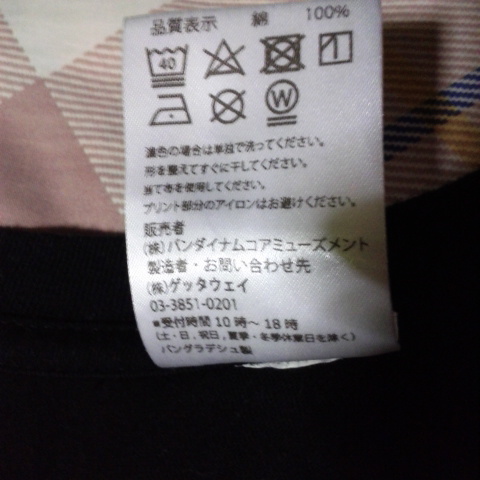 品質表示 綿 100%
40
W
濃色の場合は単独で洗ってください。
形を整えてすぐに干してください。
当て布を使用してください。
プリント部分のアイロンはお避けください。
販売者
(株)バンダイナムコアミューズメント
製造者・お問い合わせ先
(株)ゲッタウェイ
03-3851-0201
■受付時間10時〜18時
(土・日,祝日,夏季・冬季休業日を除く)
バングラデシュ製